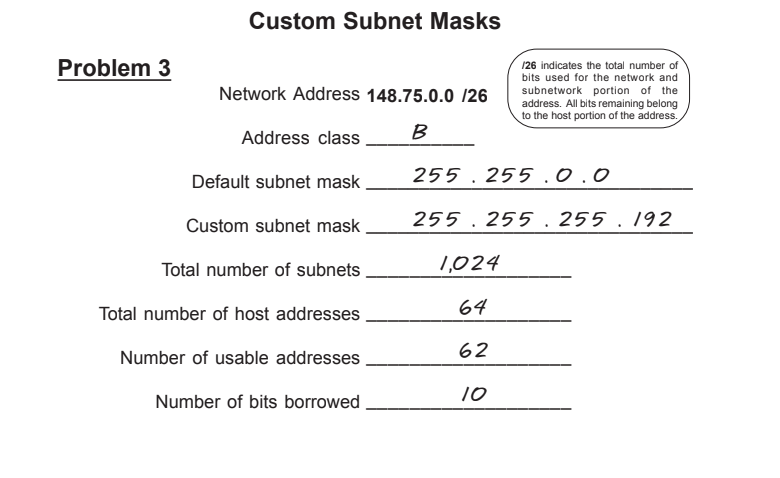 Custom Subnet Masks
Problem 3
/26 indicates the total number of
bits used for the network and
subnetwork portion of the
address. All bits remaining belong
to the host portion of the address.
Network Address 148.75.0.0 /26
Address class B
Default subnet mask 255 . 255 . 0 . 0
Custom subnet mask 255 . 255 . 255 . 192
Total number of subnets 1,024
Total number of host addresses 64
Number of usable addresses 62
Number of bits borrowed 10